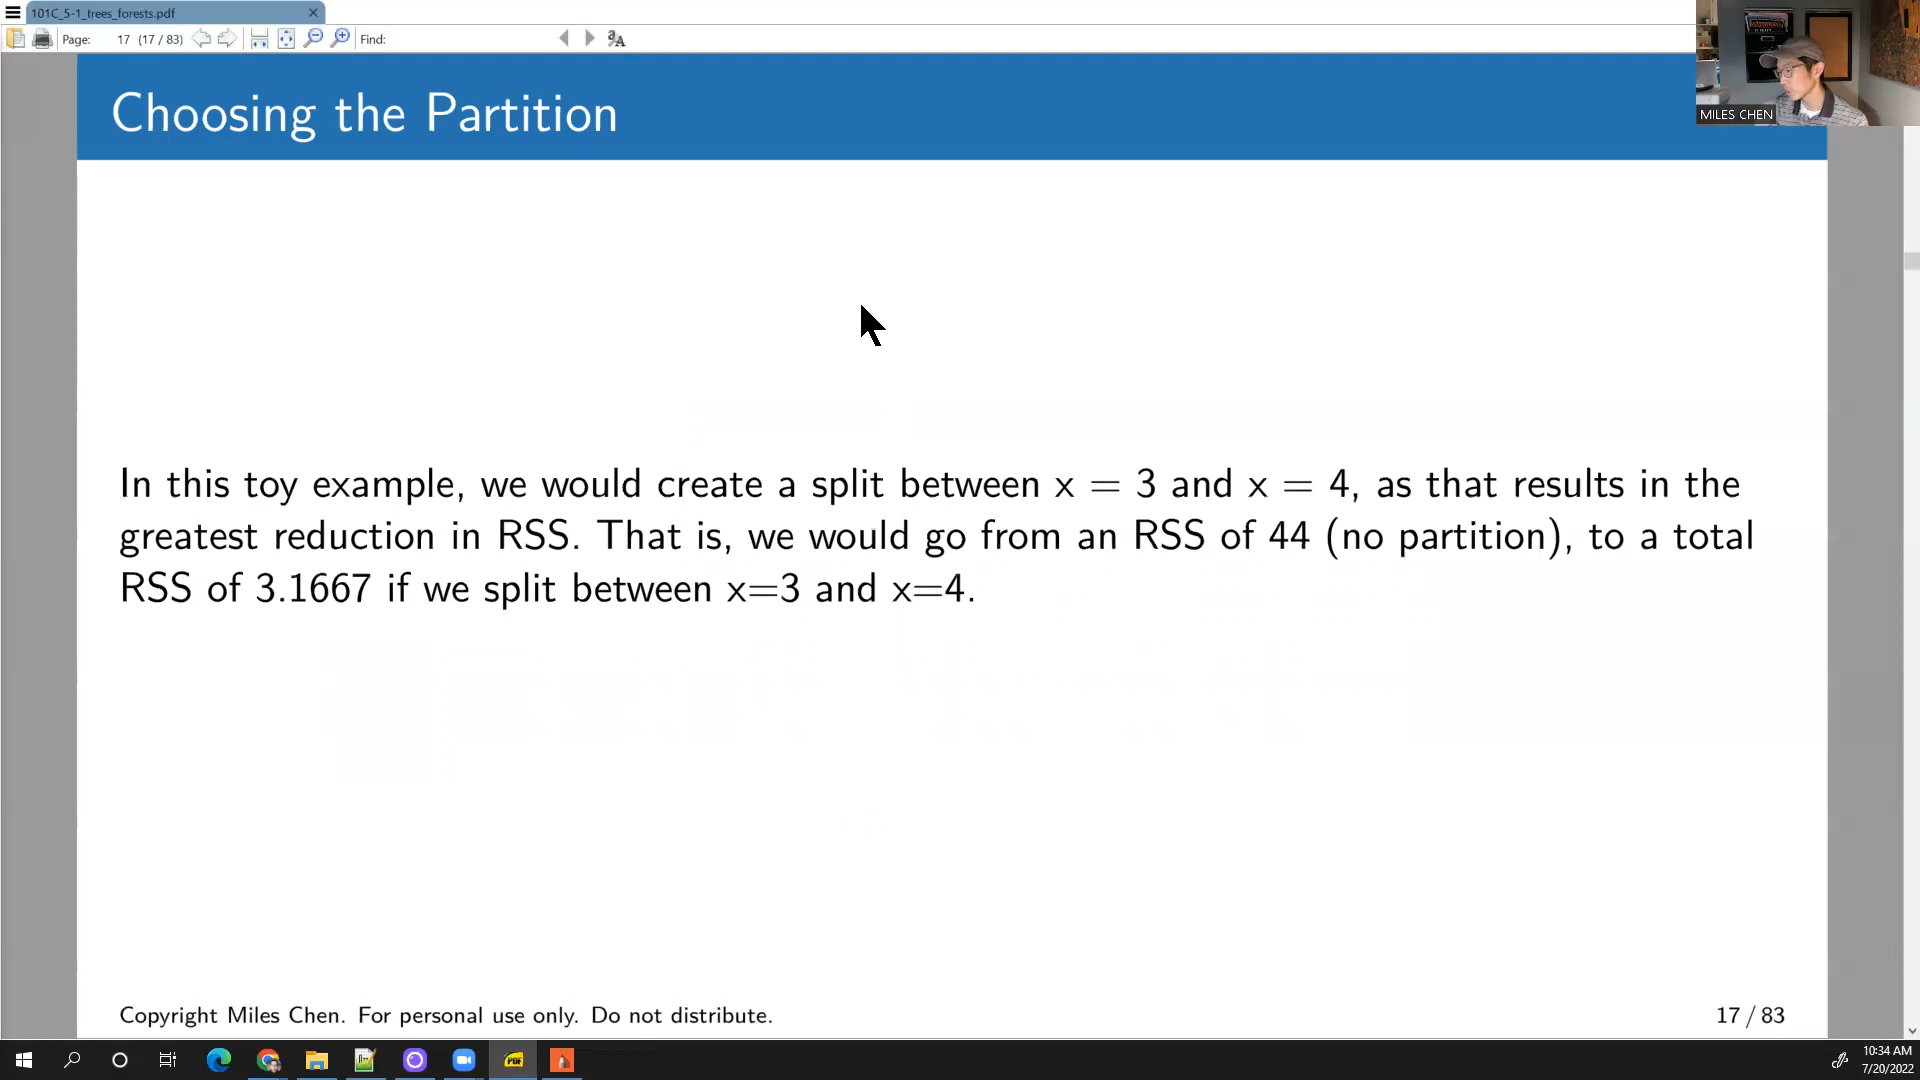 101C_5-1_trees_forests.pdf
Page: 17 (17 / 83) Find:
MILES CHEN
Choosing the Partition
In this toy example, we would create a split between x = 3 and x = 4, as that results in the
greatest reduction in RSS. That is, we would go from an RSS of 44 (no partition), to a total
RSS of 3.1667 if we split between x=3 and x=4.
Copyright Miles Chen. For personal use only. Do not distribute.
17 / 83
10:34 AM
7/20/2022